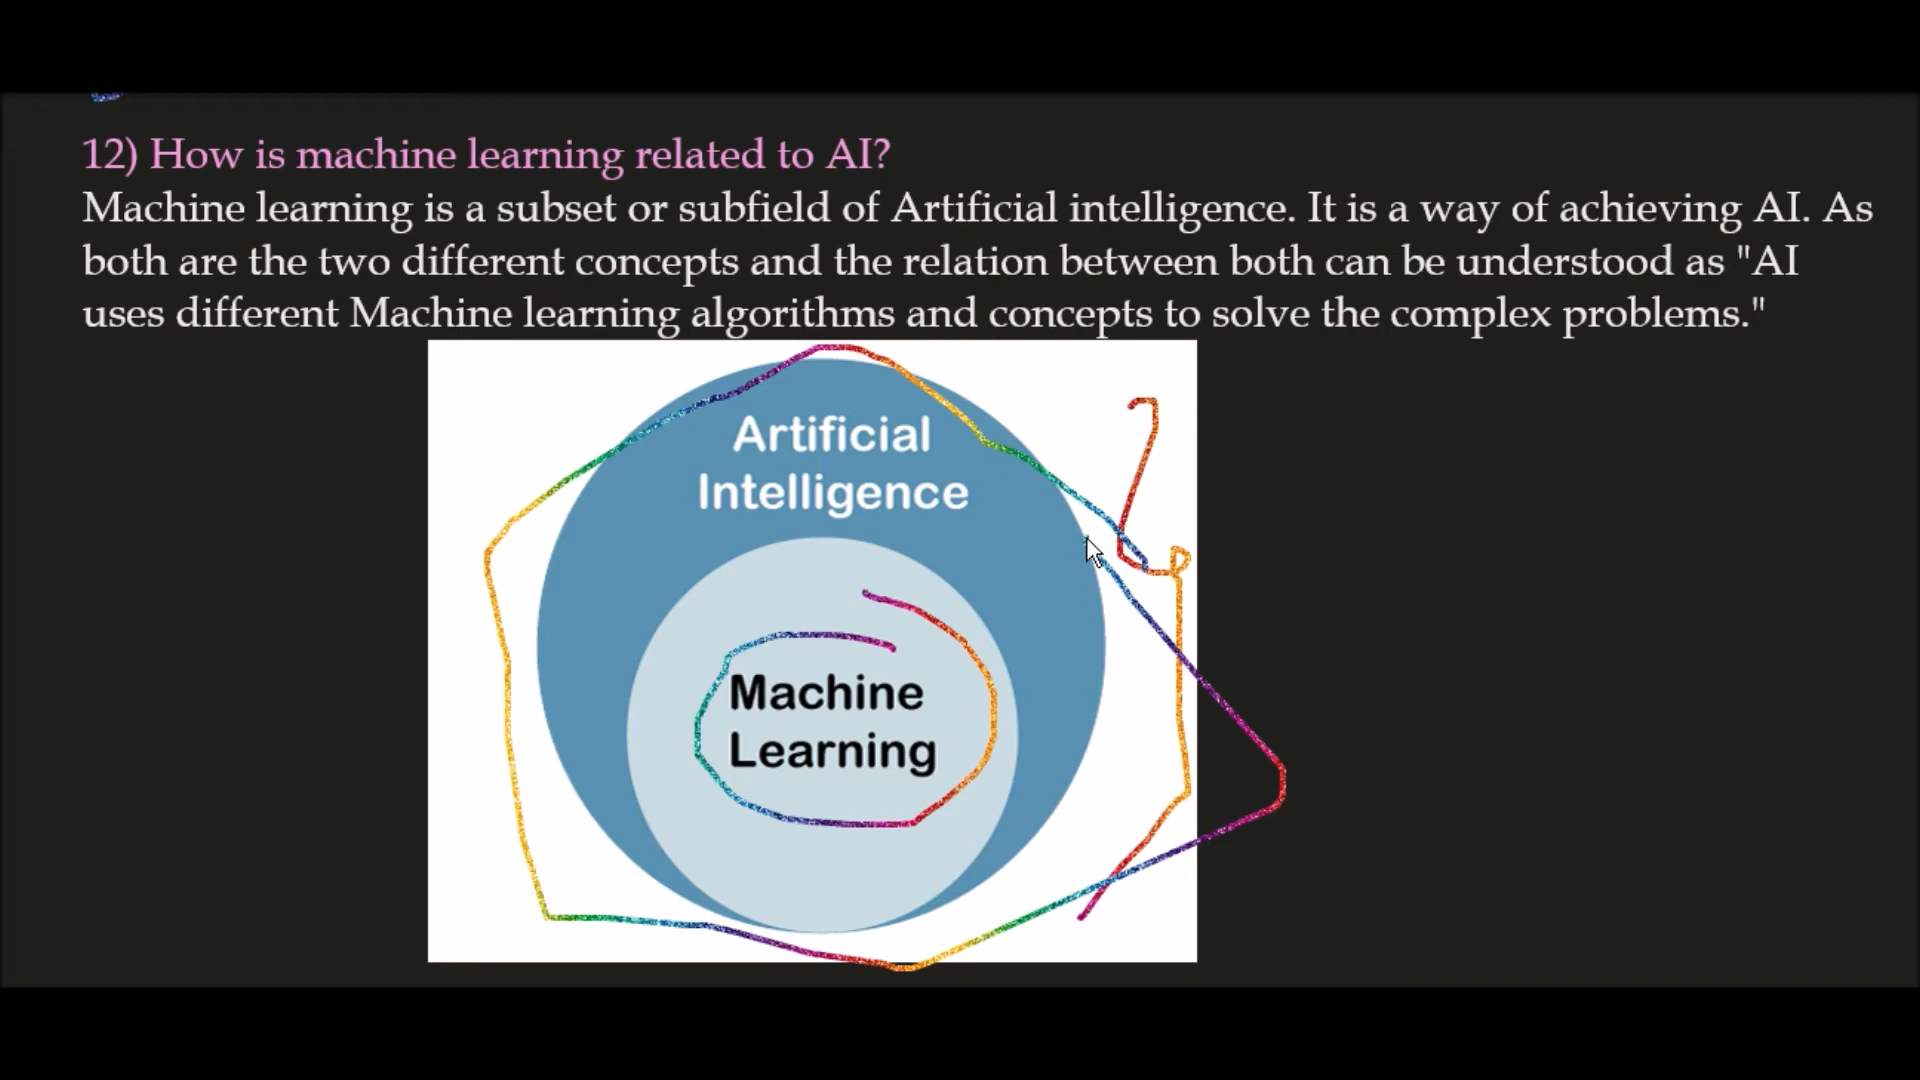 12) How is machine learning related to AI?
Machine learning is a subset or subfield of Artificial intelligence. It is a way of achieving AI. As
both are the two different concepts and the relation between both can be understood as "AI
uses different Machine learning algorithms and concepts to solve the complex problems."
Artificial
Intelligence
Machine
Learning